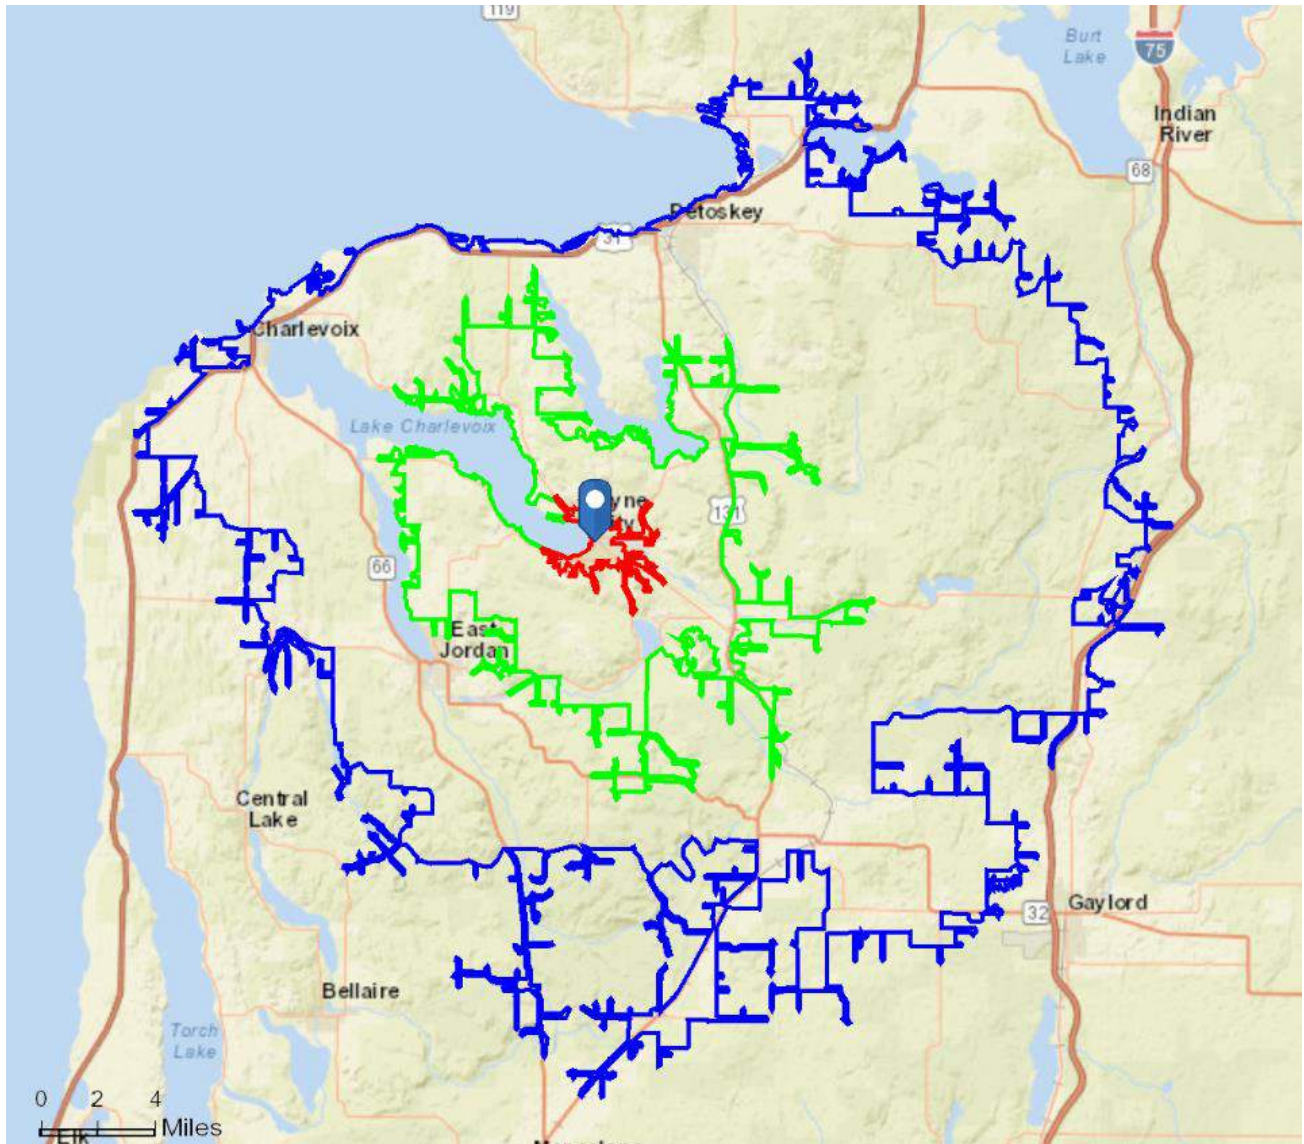 119
Burt
Lake
75
Indian
River
68
Petoskey
31
Charlevoix
Lake Charlevoix
131
66
East
Jordan
Central
Lake
Gaylord
32
Bellaire
Torch
Lake
0 2 4
Miles
Elk